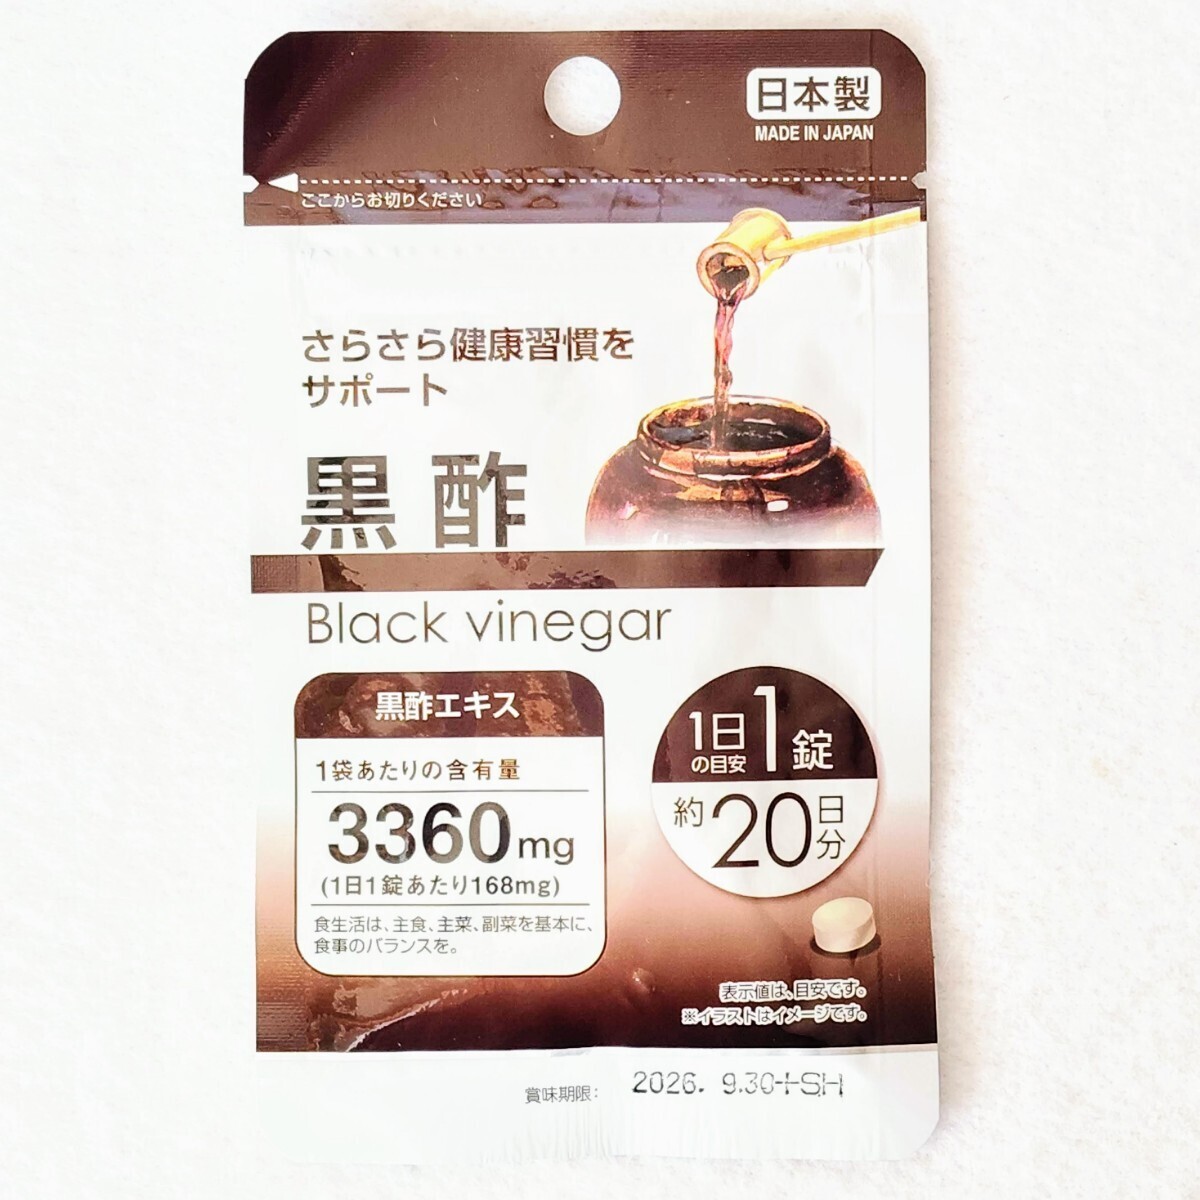 日本製
MADE IN JAPAN
ここからお切りください
さらさら健康習慣を
サポート
黒酢
Black vinegar
黒酢エキス
1袋あたりの含有量
3360mg
(1日1錠あたり168mg)
食生活は、主食、主菜、副菜を基本に、
食事のバランスを。
1日の目安1錠
約20日分
表示値は、目安です。
※イラストはイメージです。
賞味期限: 2026. 9.30+SH